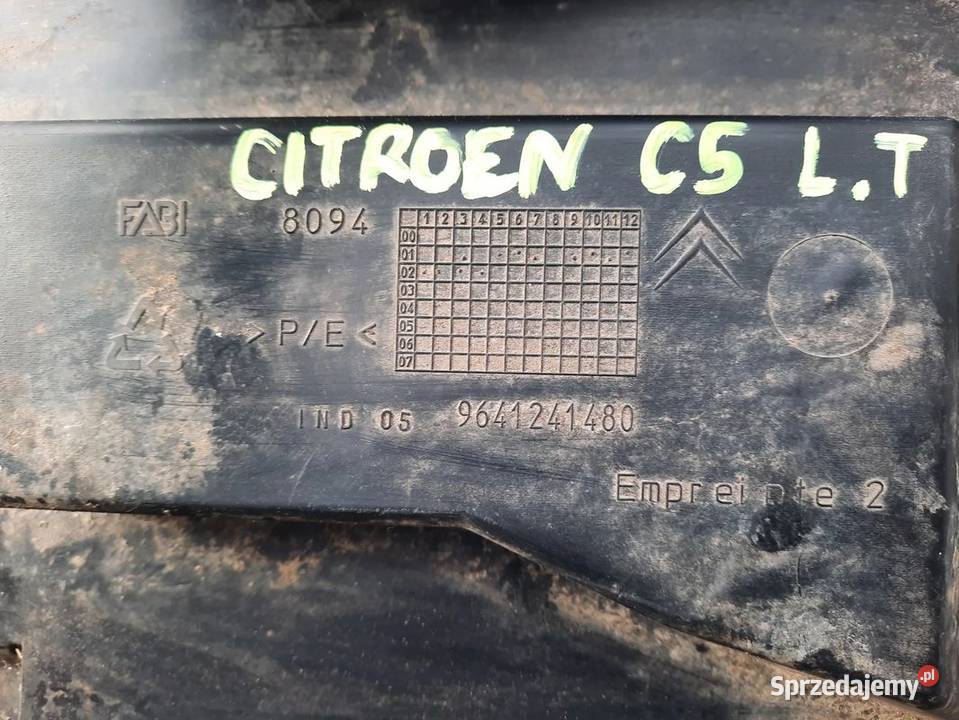 CITROEN C5 L.T
FABI 8094
1 2 3 4 5 6 7 8 9 10 11 12
00
01
02
03
04
05
06
07
>P/E<
IND 05 9641241480
Empreinte 2
Sprzedajemy.pl